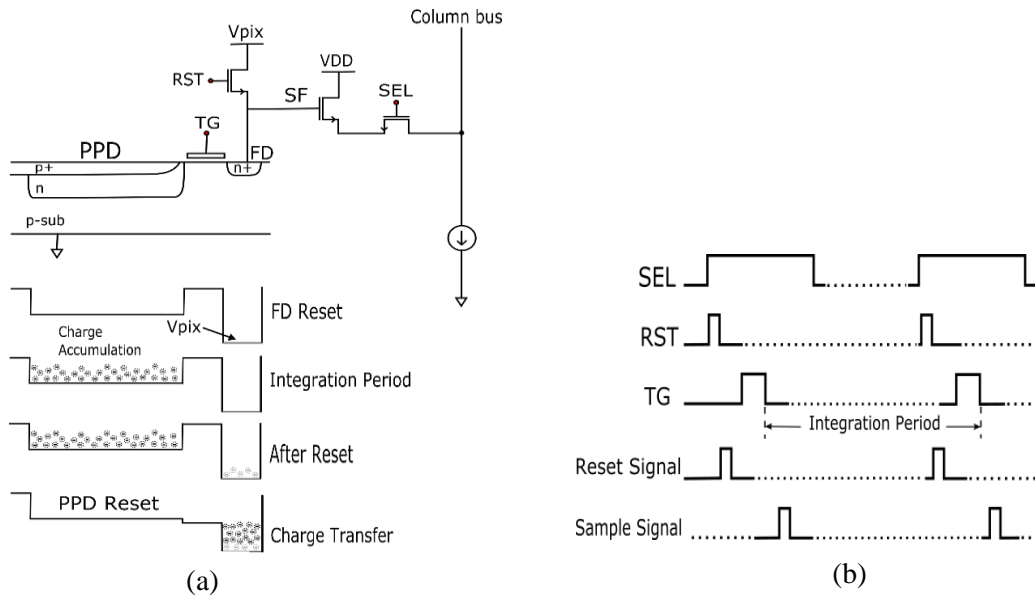 Column bus
Vpix
VDD
RST
SF
SEL
TG
PPD
FD
p+
n+
n
p-sub
FD Reset
Vpix
Charge
Accumulation
Integration Period
After Reset
PPD Reset
Charge Transfer
(a)
SEL
RST
TG
Integration Period
Reset Signal
Sample Signal
(b)